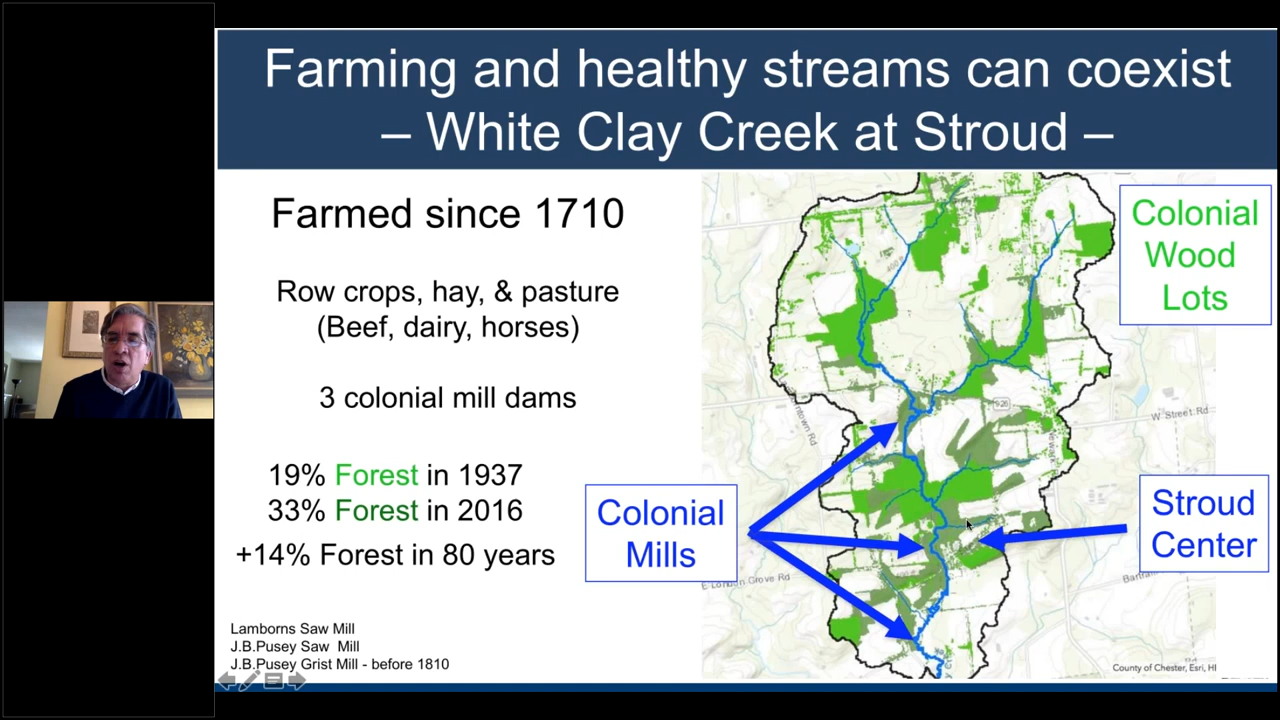 Farming and healthy streams can coexist
– White Clay Creek at Stroud –
Farmed since 1710
Row crops, hay, & pasture
(Beef, dairy, horses)
3 colonial mill dams
19% Forest in 1937
33% Forest in 2016
+14% Forest in 80 years
Lamborns Saw Mill
J.B.Pusey Saw Mill
J.B.Pusey Grist Mill - before 1810
Colonial
Mills
Colonial
Wood
Lots
Stroud
Center
926
W Street Rd
E London Grove Rd
County of Chester, Esri, HE